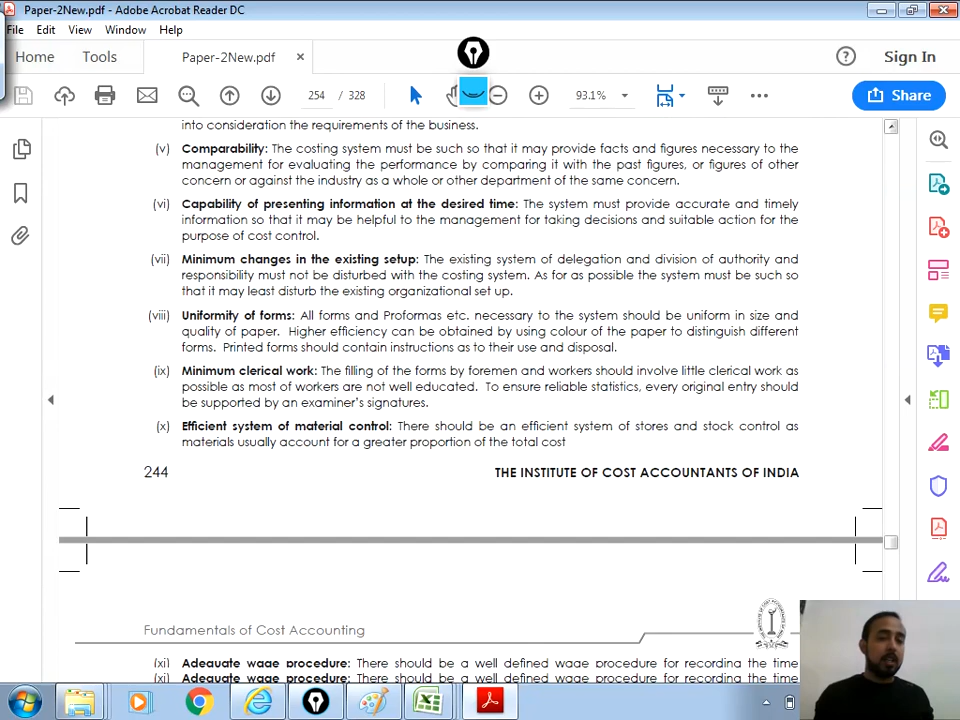 Paper-2New.pdf - Adobe Acrobat Reader DC
File Edit View Window Help
Home Tools Paper-2New.pdf × Sign In
254 / 328 93.1% Share
into consideration the requirements of the business.
(v) Comparability: The costing system must be such so that it may provide facts and figures necessary to the
management for evaluating the performance by comparing it with the past figures, or figures of other
concern or against the industry as a whole or other department of the same concern.
(vi) Capability of presenting information at the desired time: The system must provide accurate and timely
information so that it may be helpful to the management for taking decisions and suitable action for the
purpose of cost control.
(vii) Minimum changes in the existing setup: The existing system of delegation and division of authority and
responsibility must not be disturbed with the costing system. As for as possible the system must be such so
that it may least disturb the existing organizational set up.
(viii) Uniformity of forms: All forms and Proformas etc. necessary to the system should be uniform in size and
quality of paper. Higher efficiency can be obtained by using colour of the paper to distinguish different
forms. Printed forms should contain instructions as to their use and disposal.
(ix) Minimum clerical work: The filling of the forms by foremen and workers should involve little clerical work as
possible as most of workers are not well educated. To ensure reliable statistics, every original entry should
be supported by an examiner's signatures.
(x) Efficient system of material control: There should be an efficient system of stores and stock control as
materials usually account for a greater proportion of the total cost
244 THE INSTITUTE OF COST ACCOUNTANTS OF INDIA
Fundamentals of Cost Accounting
(xi) Adequate wage procedure: There should be a well defined wage procedure for recording the time
(xi) Adequate wage procedure: There should be a well defined wage procedure for recording the time